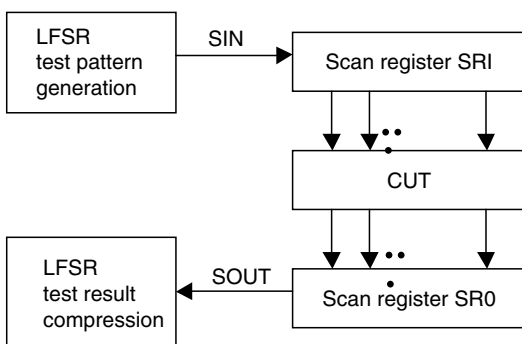 LFSR
test pattern
generation
SIN
Scan register SRI
CUT
LFSR
test result
compression
SOUT
Scan register SR0